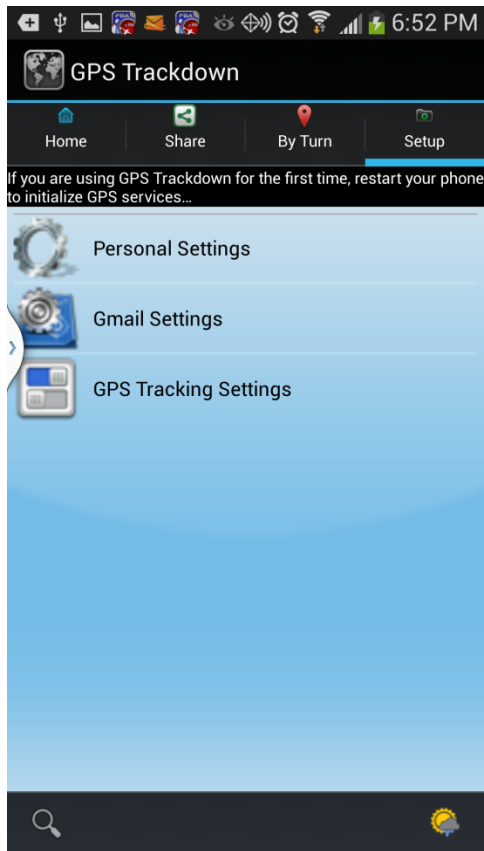 6:52 PM
GPS Trackdown
Home
Share
By Turn
Setup
If you are using GPS Trackdown for the first time, restart your phone
to initialize GPS services...
Personal Settings
Gmail Settings
GPS Tracking Settings